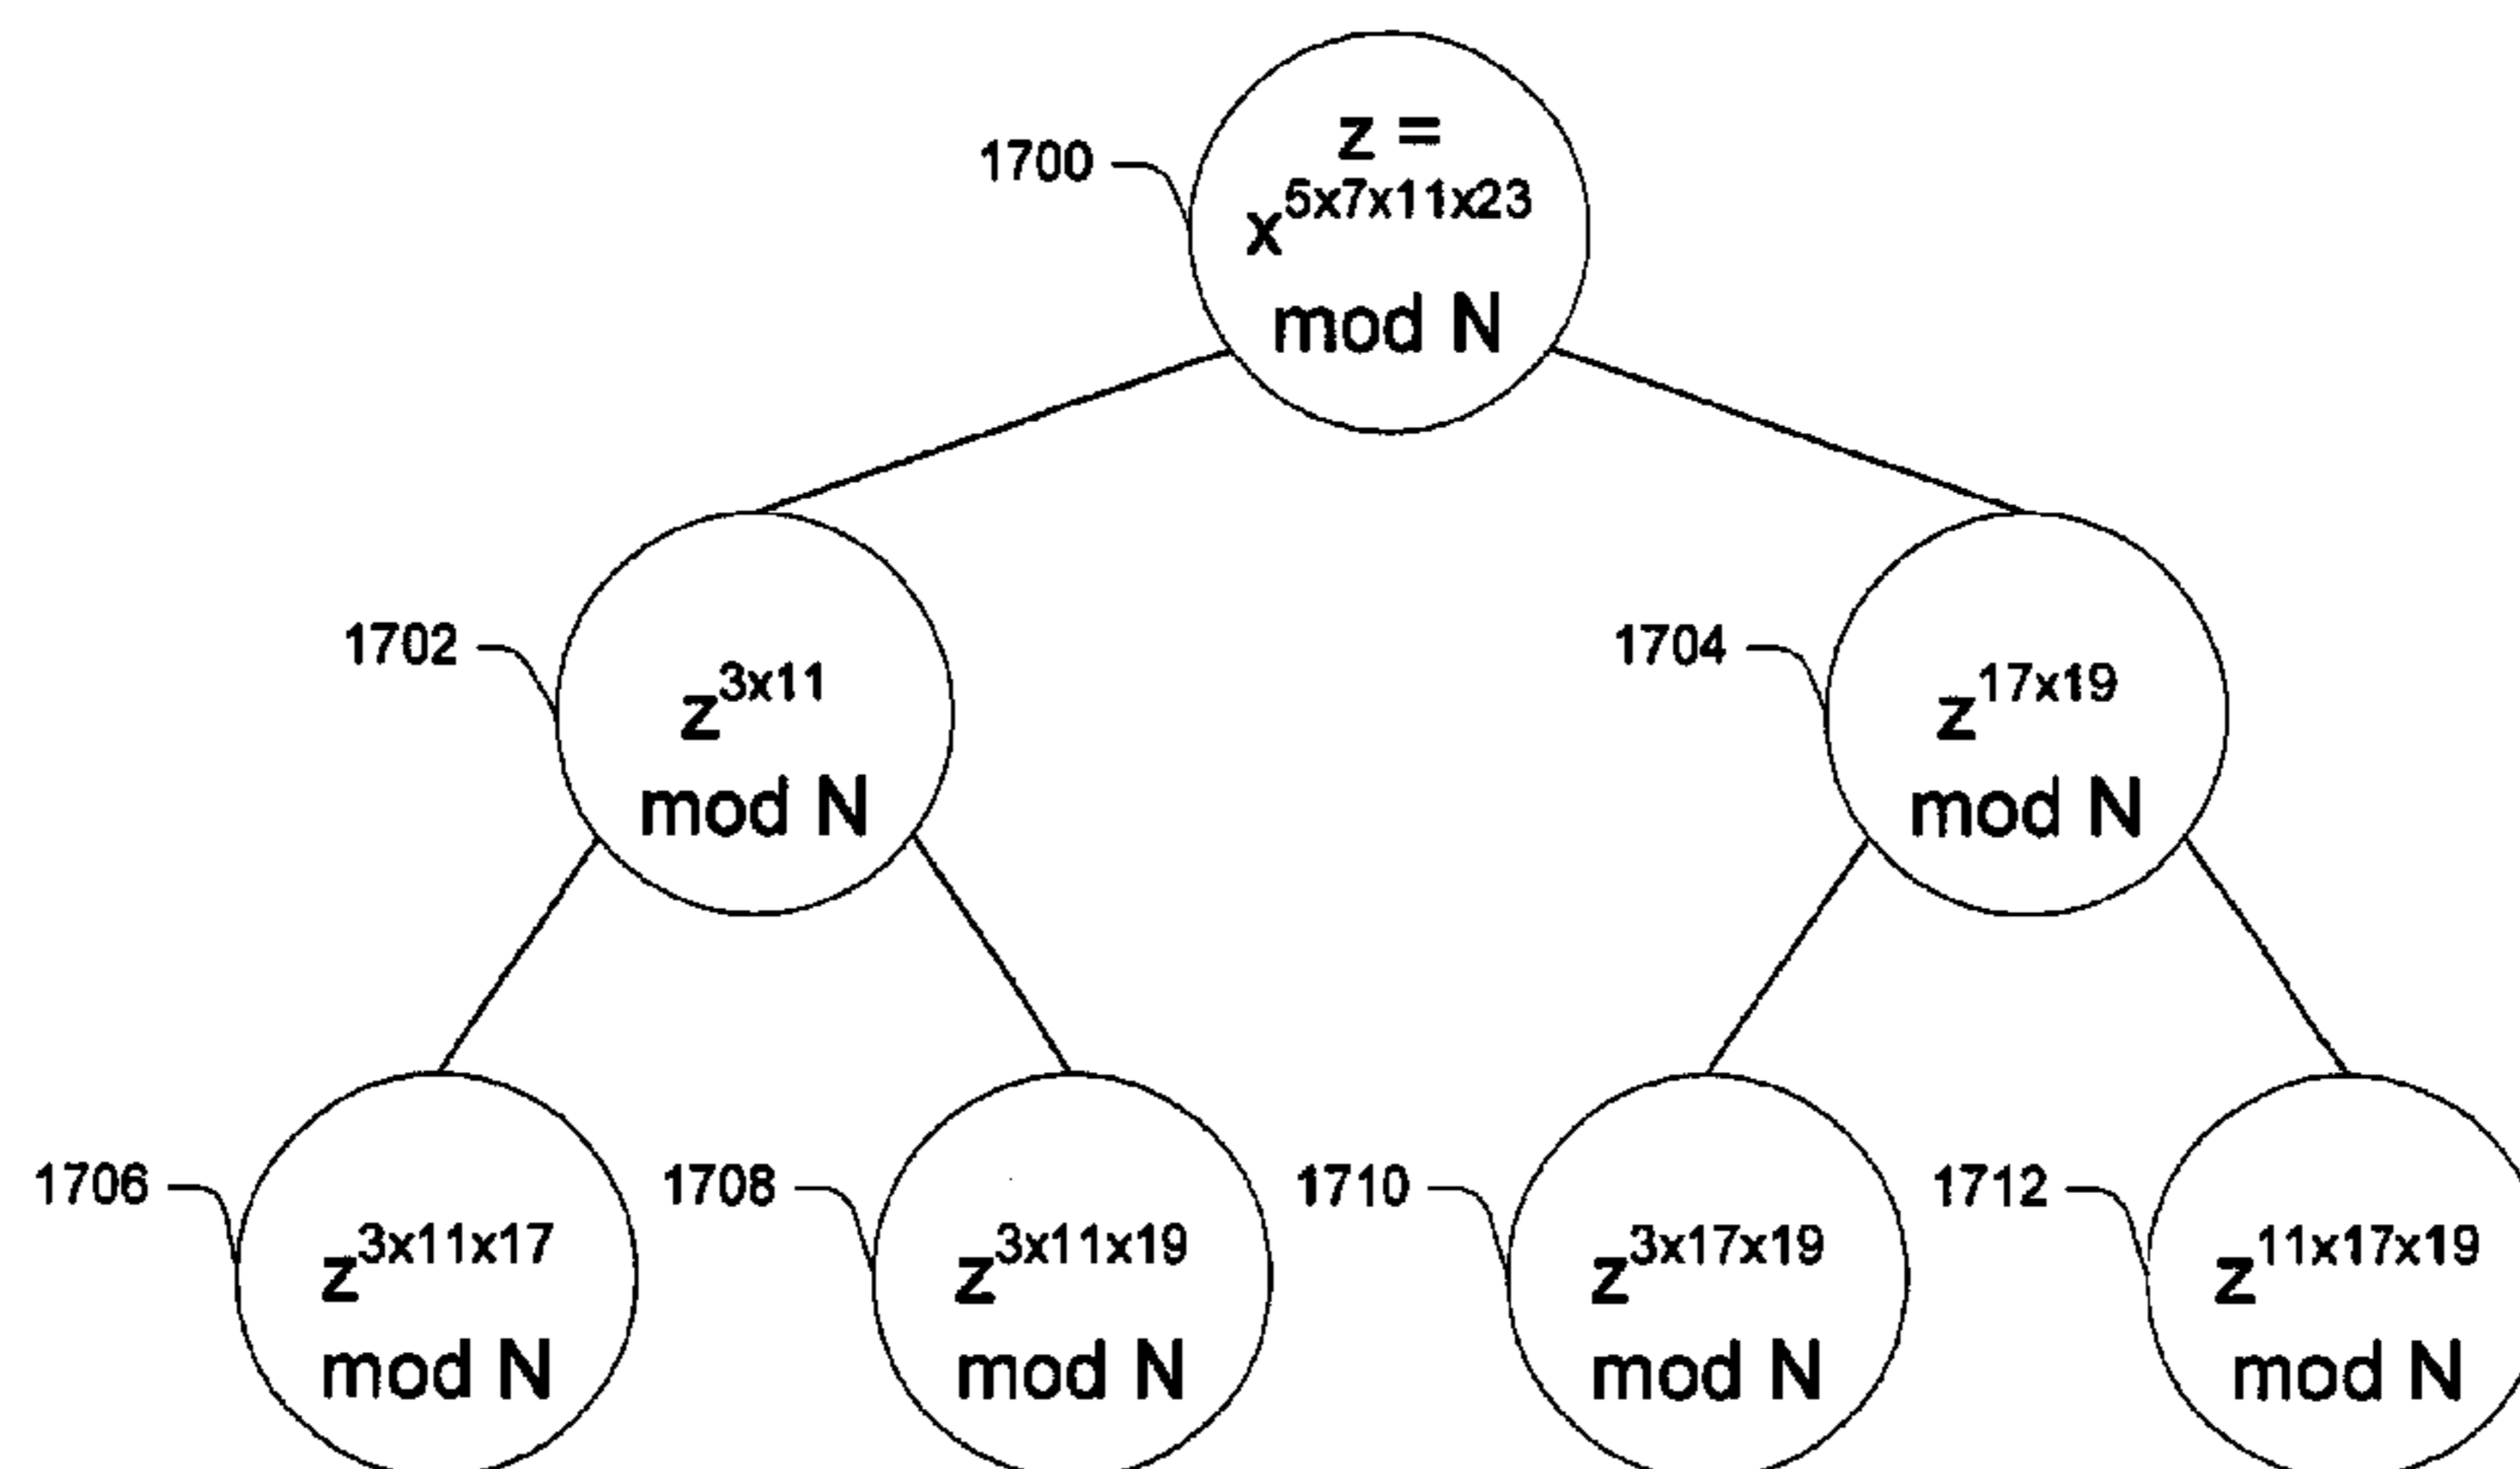 1700
z =
x^5x7x11x23
mod N
1702
z^3x11
mod N
1704
z^17x19
mod N
1706
z^3x11x17
mod N
1708
z^3x11x19
mod N
1710
z^3x17x19
mod N
1712
z^11x17x19
mod N